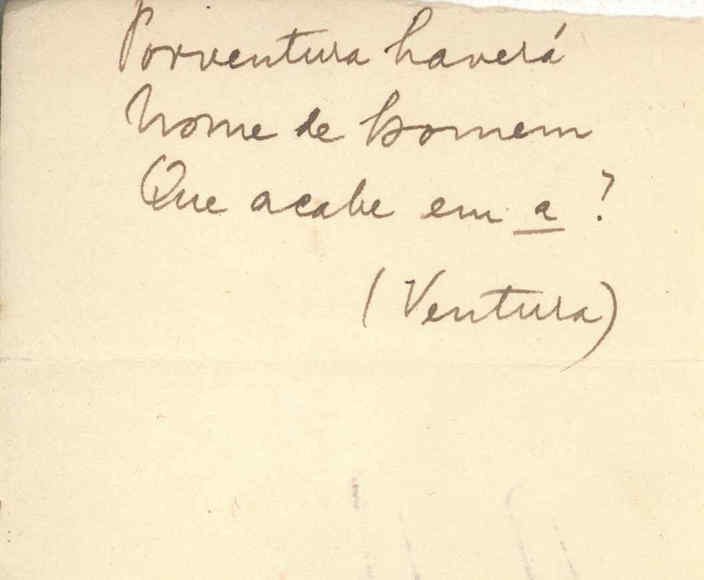 Porventura haverá
Nome de homem
Que acabe em a?
(Ventura)